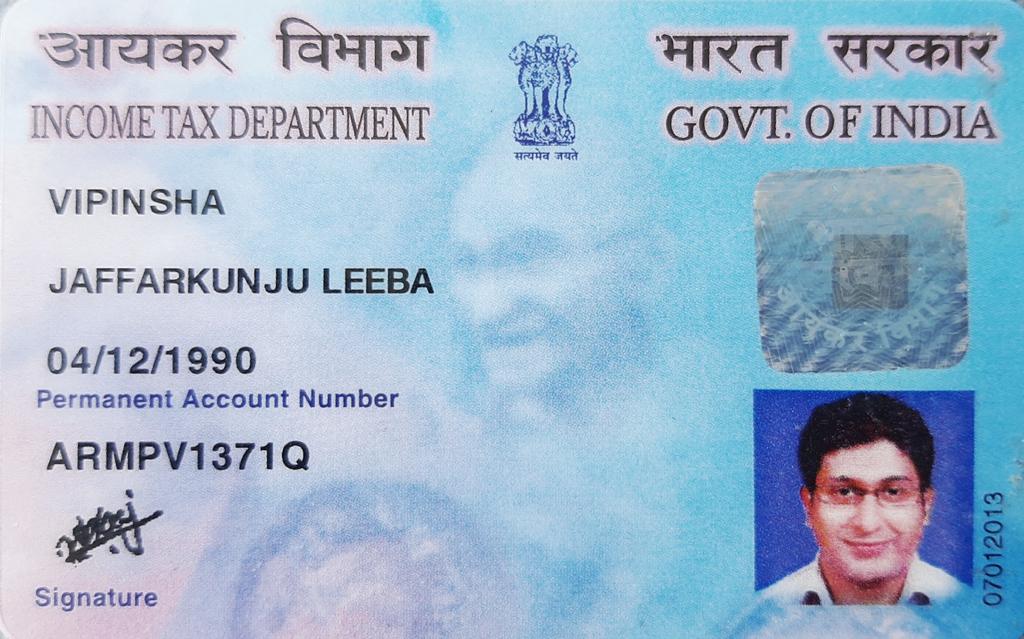 आयकर विभाग
INCOME TAX DEPARTMENT
सत्यमेव जयते
भारत सरकार
GOVT. OF INDIA
VIPINSHA
JAFFARKUNJU LEEBA
04/12/1990
Permanent Account Number
ARMPV1371Q
Signature
आयकर विभाग
07012013